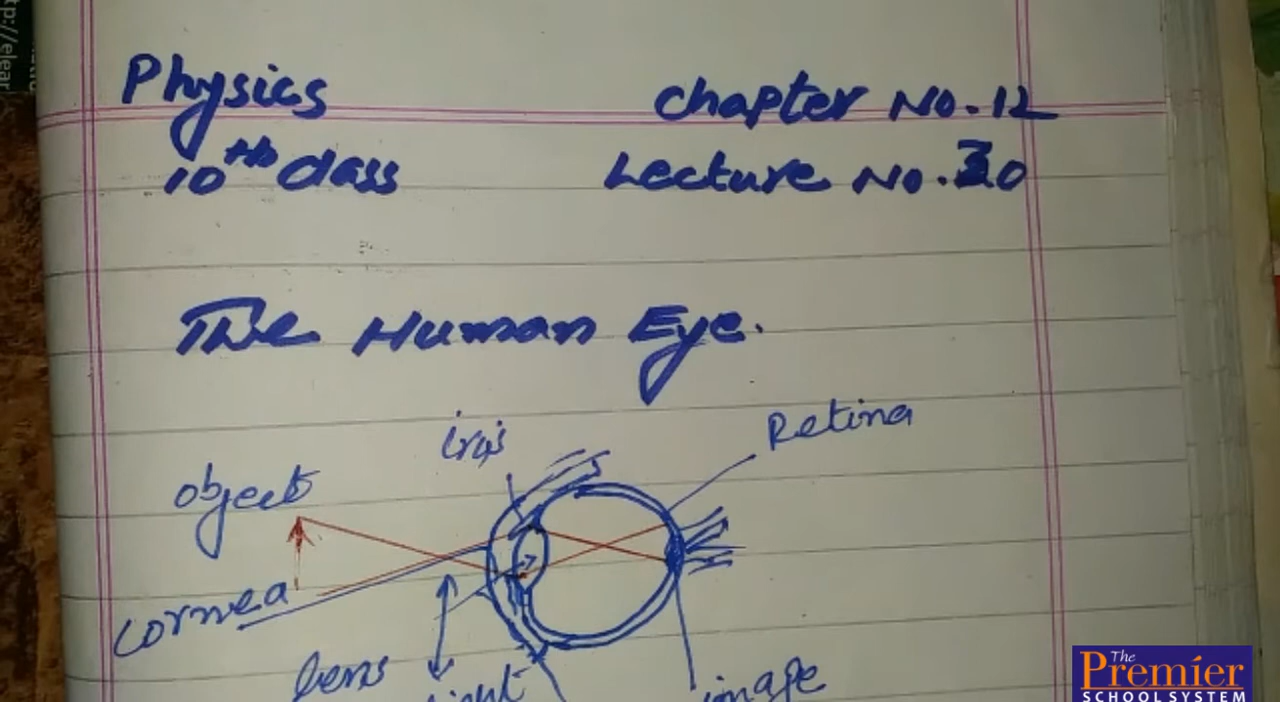 Physics Chapter No. 12
10th class Lecture No. 30
The Human Eye.
iris Retina
object
cornea
lens
image
The Premier
SCHOOL SYSTEM